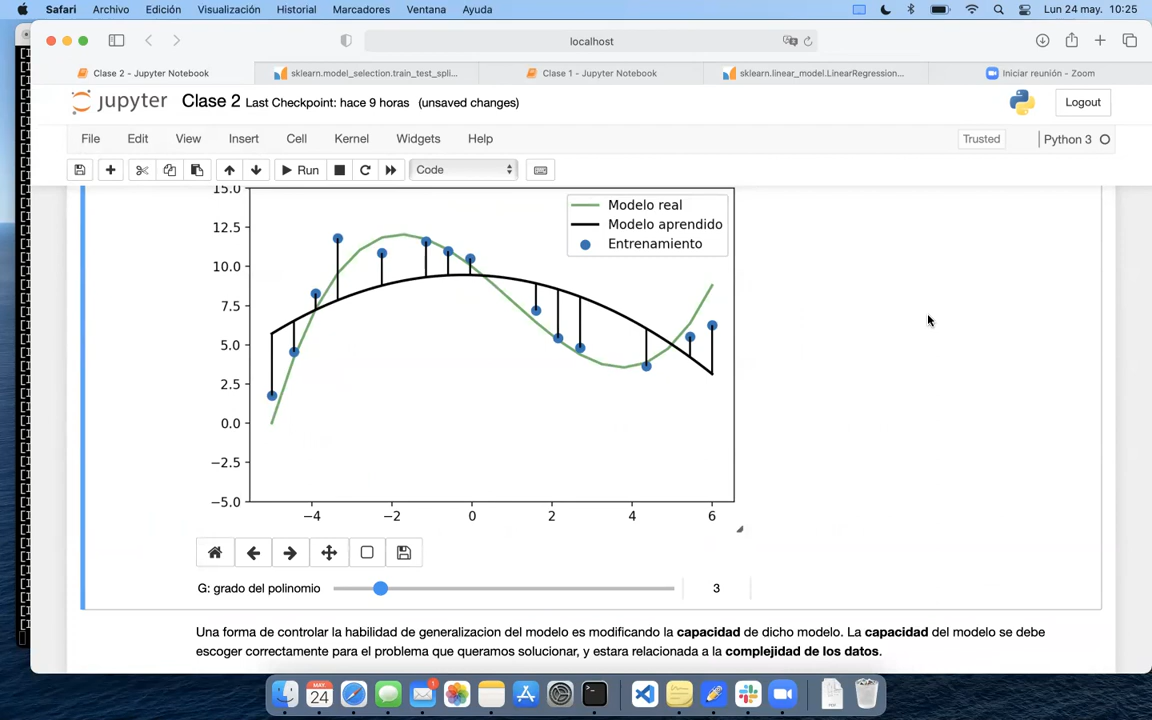 Safari Archivo Edición Visualización Historial Marcadores Ventana Ayuda Lun 24 may. 10:25
localhost
Clase 2 - Jupyter Notebook sklearn.model_selection.train_test_spli... Clase 1 - Jupyter Notebook sklearn.linear_model.LinearRegression... Iniciar reunión - Zoom
jupyter Clase 2 Last Checkpoint: hace 9 horas (unsaved changes) Logout
File Edit View Insert Cell Kernel Widgets Help Trusted Python 3
Run Code
15.0
12.5
10.0
7.5
5.0
2.5
0.0
−2.5
−5.0
−4 −2 0 2 4 6
Modelo real
Modelo aprendido
Entrenamiento
G: grado del polinomio 3
Una forma de controlar la habilidad de generalizacion del modelo es modificando la capacidad de dicho modelo. La capacidad del modelo se debe
escoger correctamente para el problema que queramos solucionar, y estara relacionada a la complejidad de los datos.
MAY
24
1